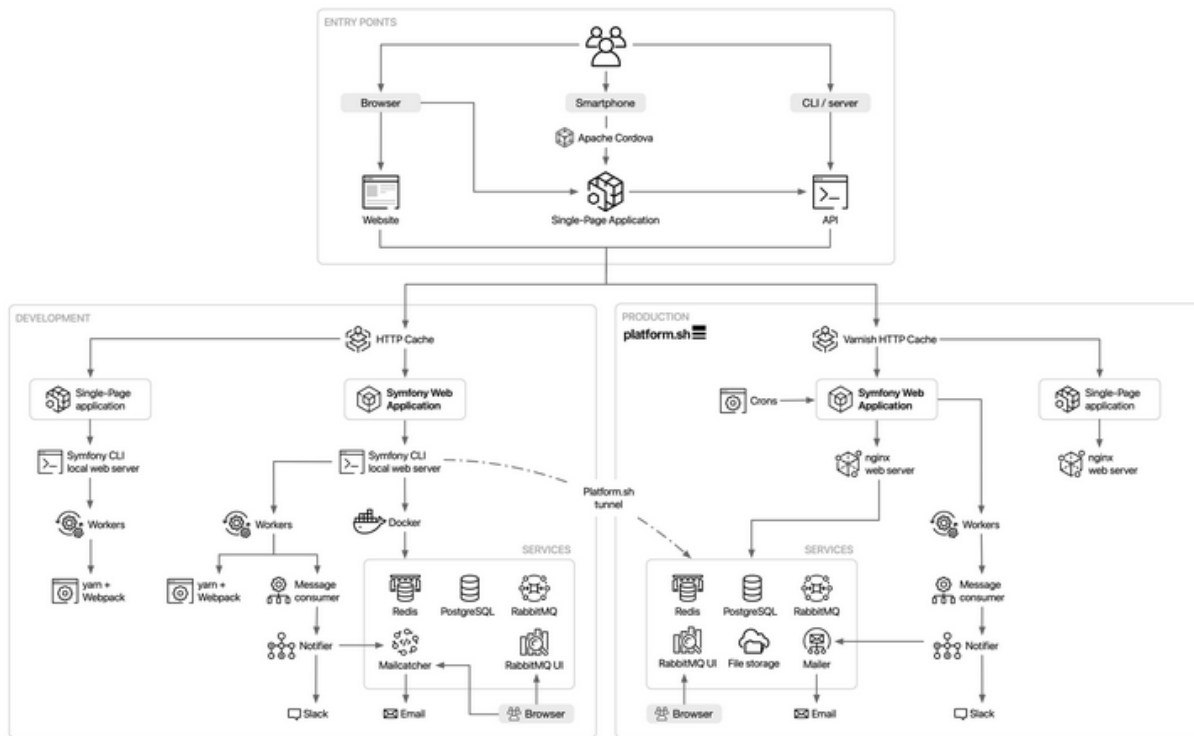 ENTRY POINTS
Browser
Smartphone
CLI / server
Apache Cordova
Website
Single-Page Application
API
DEVELOPMENT
HTTP Cache
Single-Page
application
Symfony Web
Application
Symfony CLI
local web server
Symfony CLI
local web server
Workers
Workers
Docker
yarn +
Webpack
yarn +
Webpack
Message
consumer
Notifier
Slack
SERVICES
Redis
PostgreSQL
RabbitMQ
Mailcatcher
RabbitMQ UI
Email
Browser
Platform.sh
tunnel
PRODUCTION
platform.sh
Varnish HTTP Cache
Crons
Symfony Web
Application
Single-Page
application
nginx
web server
nginx
web server
Workers
SERVICES
Redis
PostgreSQL
RabbitMQ
Message
consumer
RabbitMQ UI
File storage
Mailer
Notifier
Browser
Email
Slack